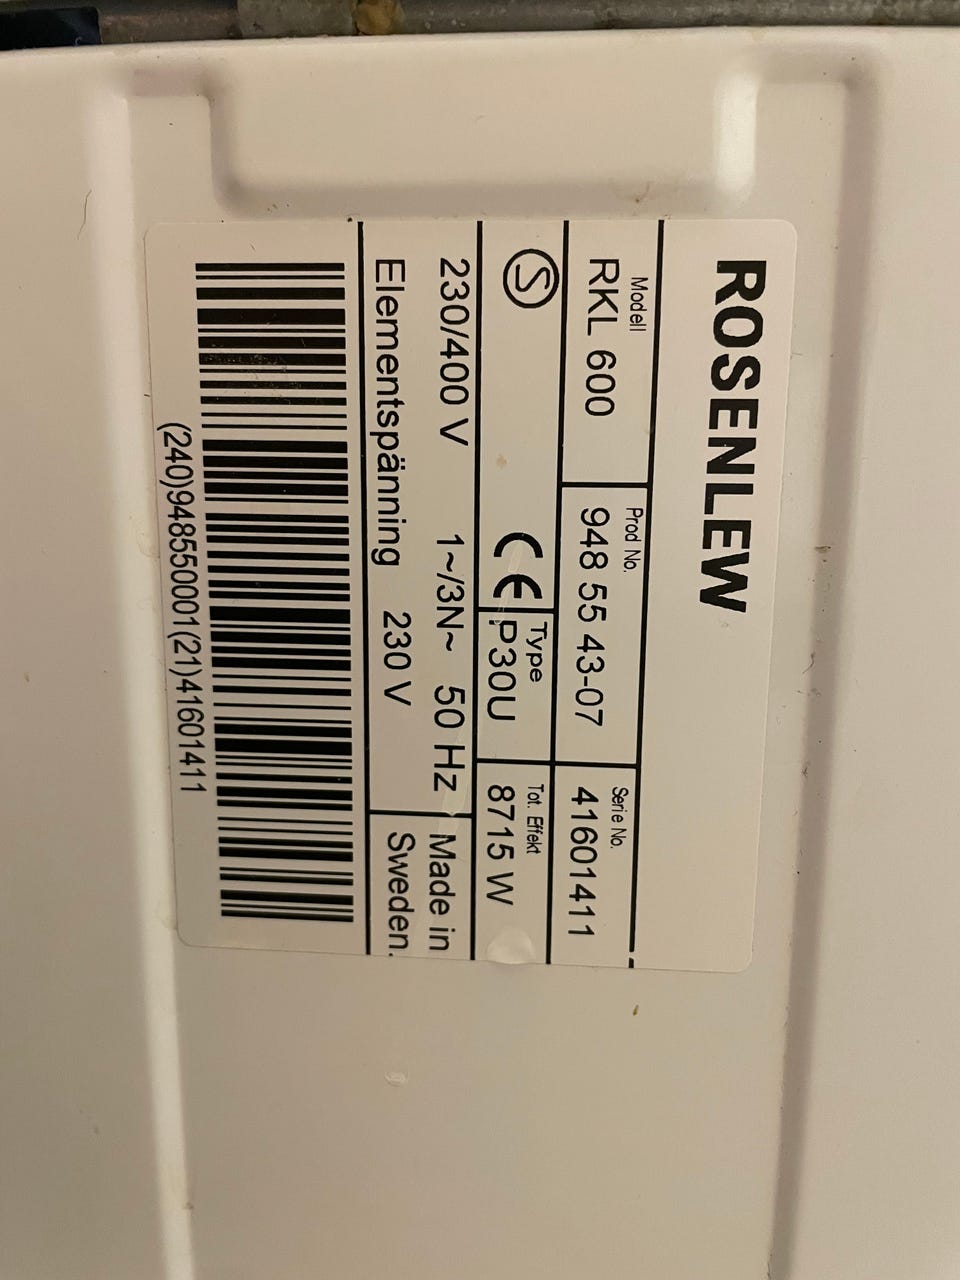 ROSENLEW
Modell Prod No. Serie No.
RKL 600 948 55 43-07 41601411
S CE Type P30U Tot. Effekt 8715 W
230/400 V 1~/3N~ 50 Hz Made in
Elementspänning 230 V Sweden.
(240)948550001(21)41601411